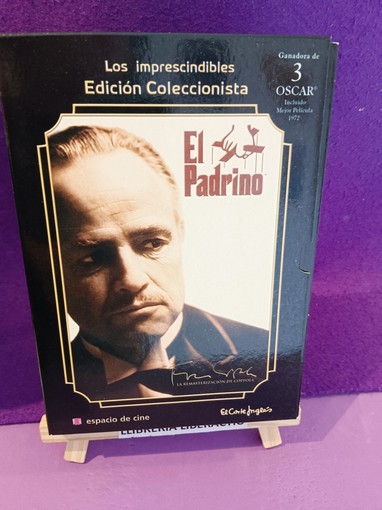 Los imprescindibles
Edición Coleccionista
Ganadora de
3
OSCAR®
Incluido
Mejor Película
1972
El
Padrino
LA REMASTERIZACIÓN DE COPPOLA
espacio de cine
El Corte Inglés